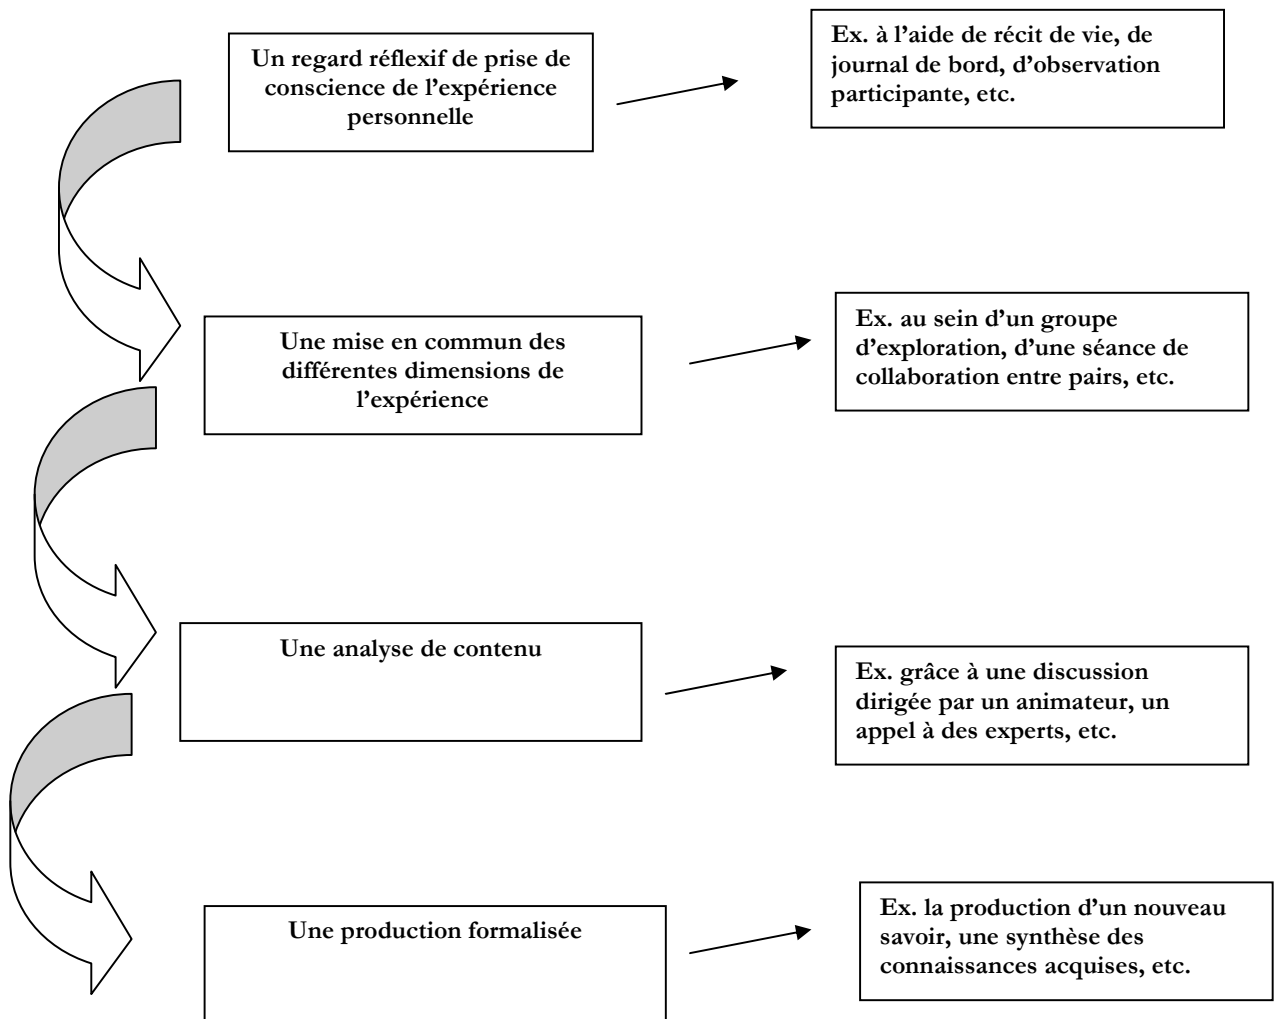 Un regard réflexif de prise de
conscience de l’expérience
personnelle
Ex. à l’aide de récit de vie, de
journal de bord, d’observation
participante, etc.
Une mise en commun des
différentes dimensions de
l’expérience
Ex. au sein d’un groupe
d’exploration, d’une séance de
collaboration entre pairs, etc.
Une analyse de contenu
Ex. grâce à une discussion
dirigée par un animateur, un
appel à des experts, etc.
Une production formalisée
Ex. la production d’un nouveau
savoir, une synthèse des
connaissances acquises, etc.